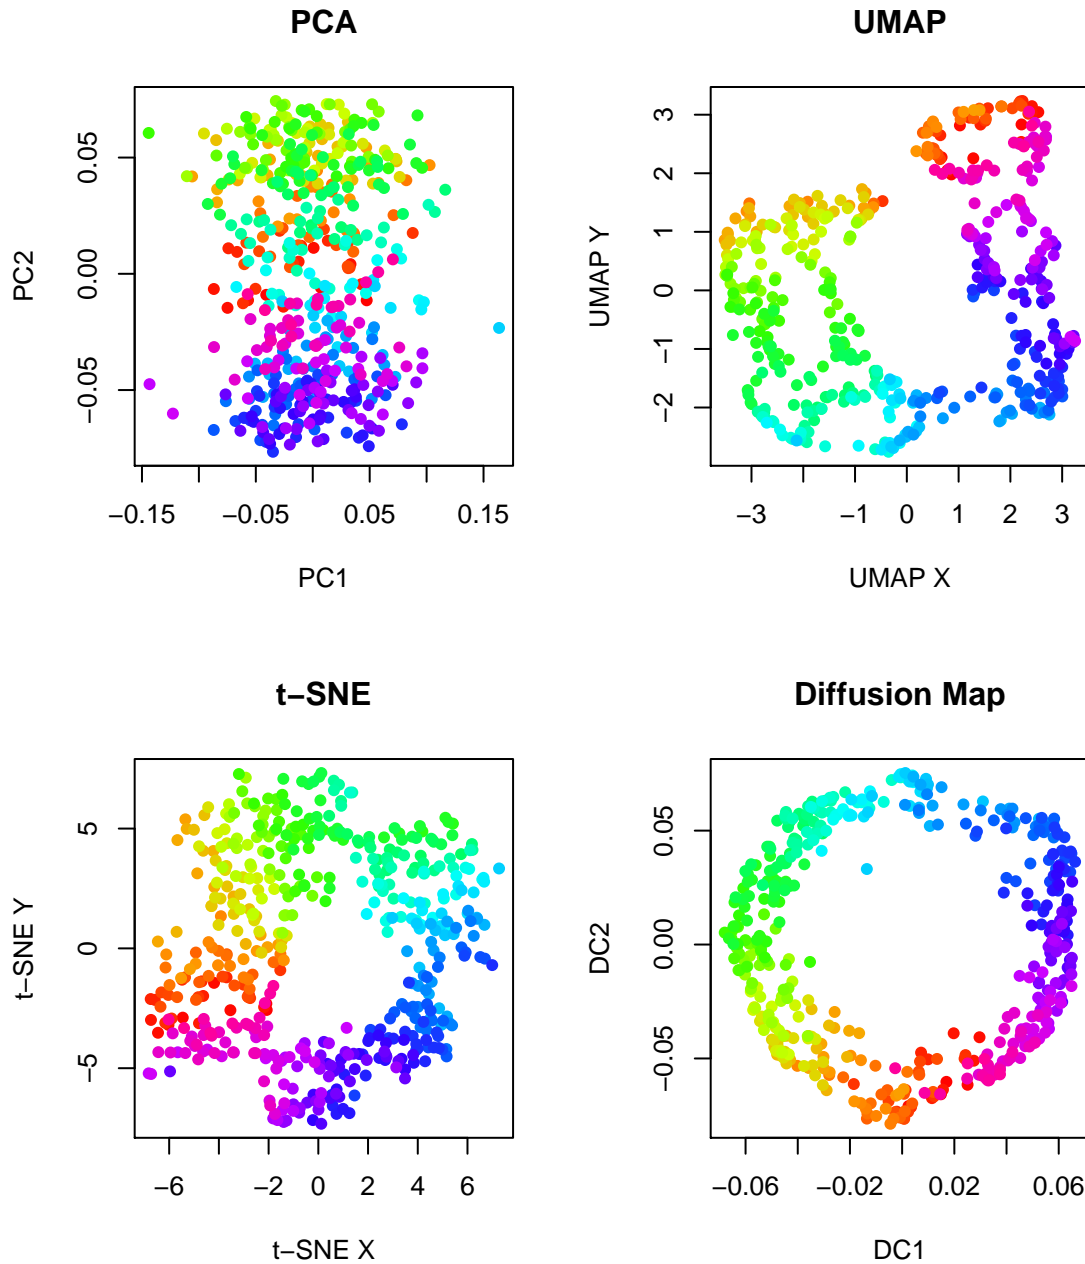 PCA
PC2
0.05
0.00
−0.05
−0.15
−0.05
0.05
0.15
PC1
UMAP
UMAP Y
3
2
1
0
−1
−2
−3
−1
0
1
2
3
UMAP X
t−SNE
t−SNE Y
5
0
−5
−6
−2
0
2
4
6
t−SNE X
Diffusion Map
DC2
0.05
0.00
−0.05
−0.06
−0.02
0.02
0.06
DC1